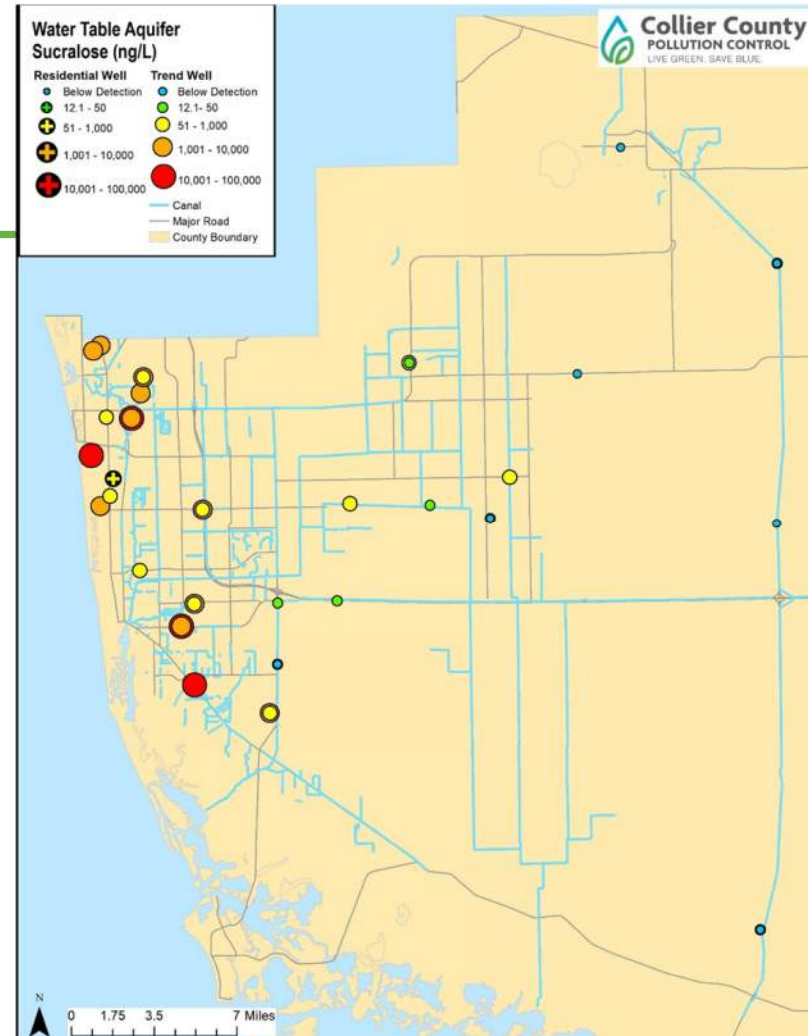 Water Table Aquifer
Sucralose (ng/L)
Residential Well
Below Detection
12.1 - 50
51 - 1,000
1,001 - 10,000
10,001 - 100,000
Trend Well
Below Detection
12.1- 50
51 - 1,000
1,001 - 10,000
10,001 - 100,000
Canal
Major Road
County Boundary
Collier County
POLLUTION CONTROL
LIVE GREEN. SAVE BLUE.
N
0 1.75 3.5 7 Miles